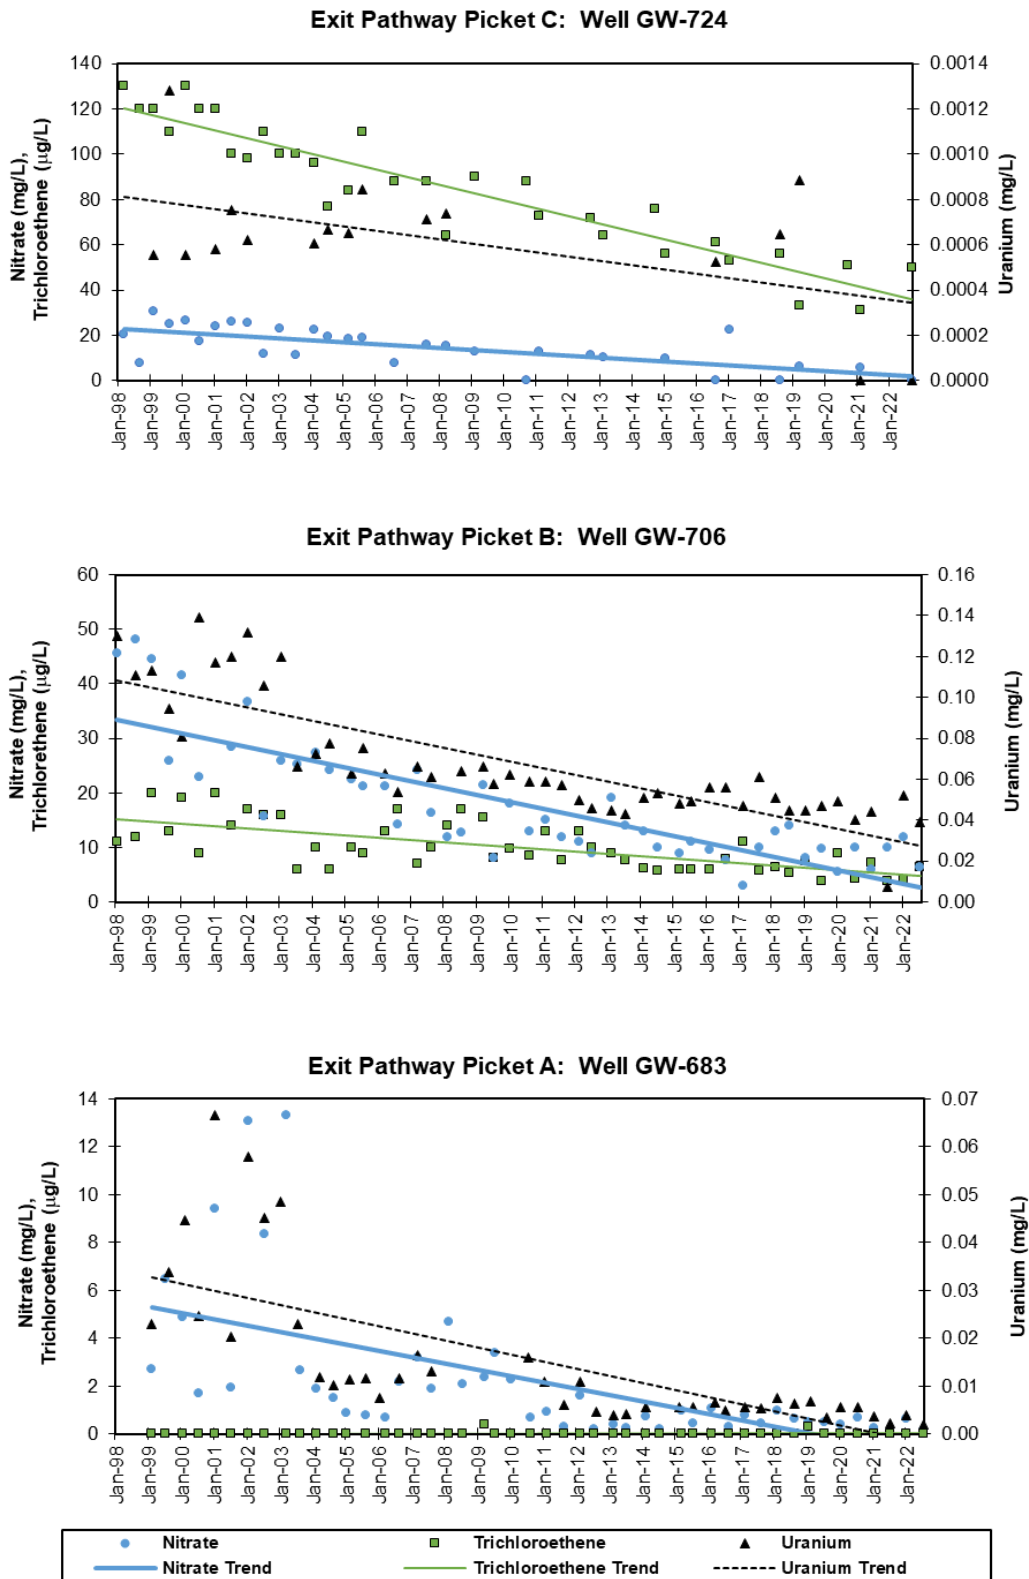 Exit Pathway Picket C:  Well GW-724
Nitrate (mg/L),
Trichloroethene (µg/L)
140
120
100
80
60
40
20
0
0.0014
0.0012
0.0010
0.0008
0.0006
0.0004
0.0002
0.0000
Uranium (mg/L)
Jan-98
Jan-99
Jan-00
Jan-01
Jan-02
Jan-03
Jan-04
Jan-05
Jan-06
Jan-07
Jan-08
Jan-09
Jan-10
Jan-11
Jan-12
Jan-13
Jan-14
Jan-15
Jan-16
Jan-17
Jan-18
Jan-19
Jan-20
Jan-21
Jan-22
Exit Pathway Picket B:  Well GW-706
Nitrate (mg/L),
Trichlorethene (µg/L)
60
50
40
30
20
10
0
0.16
0.14
0.12
0.10
0.08
0.06
0.04
0.02
0.00
Uranium (mg/L)
Jan-98
Jan-99
Jan-00
Jan-01
Jan-02
Jan-03
Jan-04
Jan-05
Jan-06
Jan-07
Jan-08
Jan-09
Jan-10
Jan-11
Jan-12
Jan-13
Jan-14
Jan-15
Jan-16
Jan-17
Jan-18
Jan-19
Jan-20
Jan-21
Jan-22
Exit Pathway Picket A:  Well GW-683
Nitrate (mg/L),
Trichloroethene (µg/L)
14
12
10
8
6
4
2
0
0.07
0.06
0.05
0.04
0.03
0.02
0.01
0.00
Uranium (mg/L)
Jan-98
Jan-99
Jan-00
Jan-01
Jan-02
Jan-03
Jan-04
Jan-05
Jan-06
Jan-07
Jan-08
Jan-09
Jan-10
Jan-11
Jan-12
Jan-13
Jan-14
Jan-15
Jan-16
Jan-17
Jan-18
Jan-19
Jan-20
Jan-21
Jan-22
Nitrate Trichloroethene Uranium
Nitrate Trend Trichloroethene Trend Uranium Trend